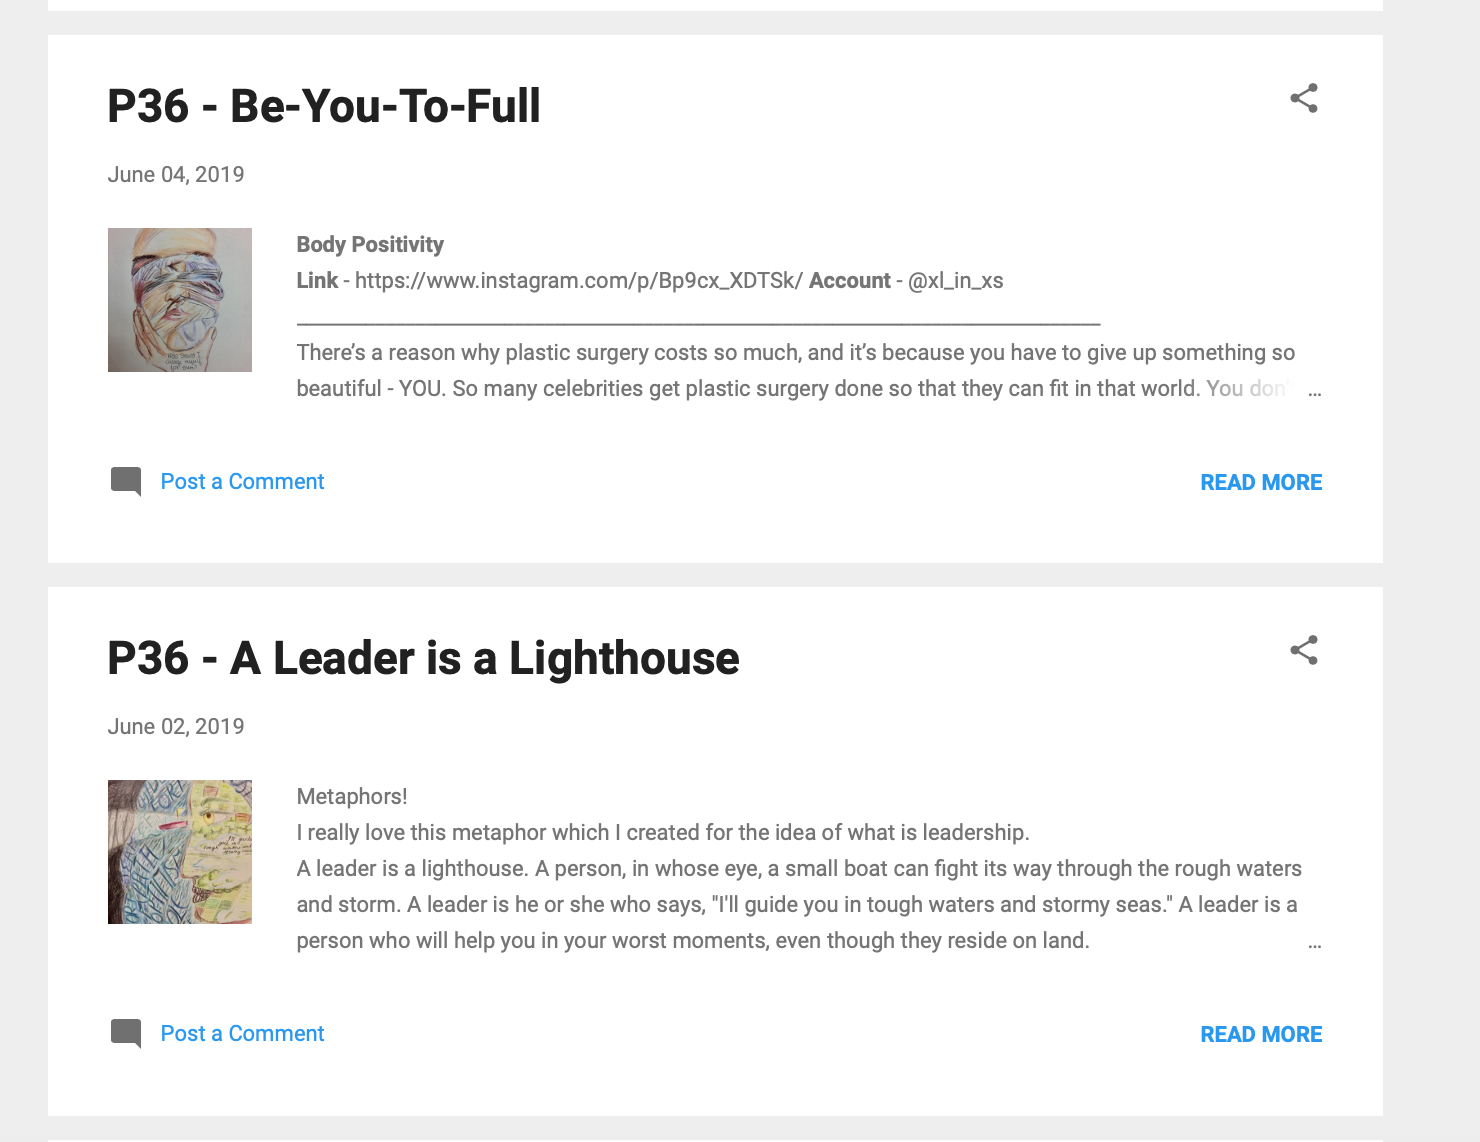 P36 - Be-You-To-Full
June 04, 2019
Body Positivity
Link - https://www.instagram.com/p/Bp9cx_XDTSk/ Account - @xl_in_xs
There’s a reason why plastic surgery costs so much, and it’s because you have to give up something so
beautiful - YOU. So many celebrities get plastic surgery done so that they can fit in that world. You don’ ...
Post a Comment
READ MORE
P36 - A Leader is a Lighthouse
June 02, 2019
Metaphors!
I really love this metaphor which I created for the idea of what is leadership.
A leader is a lighthouse. A person, in whose eye, a small boat can fight its way through the rough waters
and storm. A leader is he or she who says, "I'll guide you in tough waters and stormy seas." A leader is a
person who will help you in your worst moments, even though they reside on land. ...
Post a Comment
READ MORE